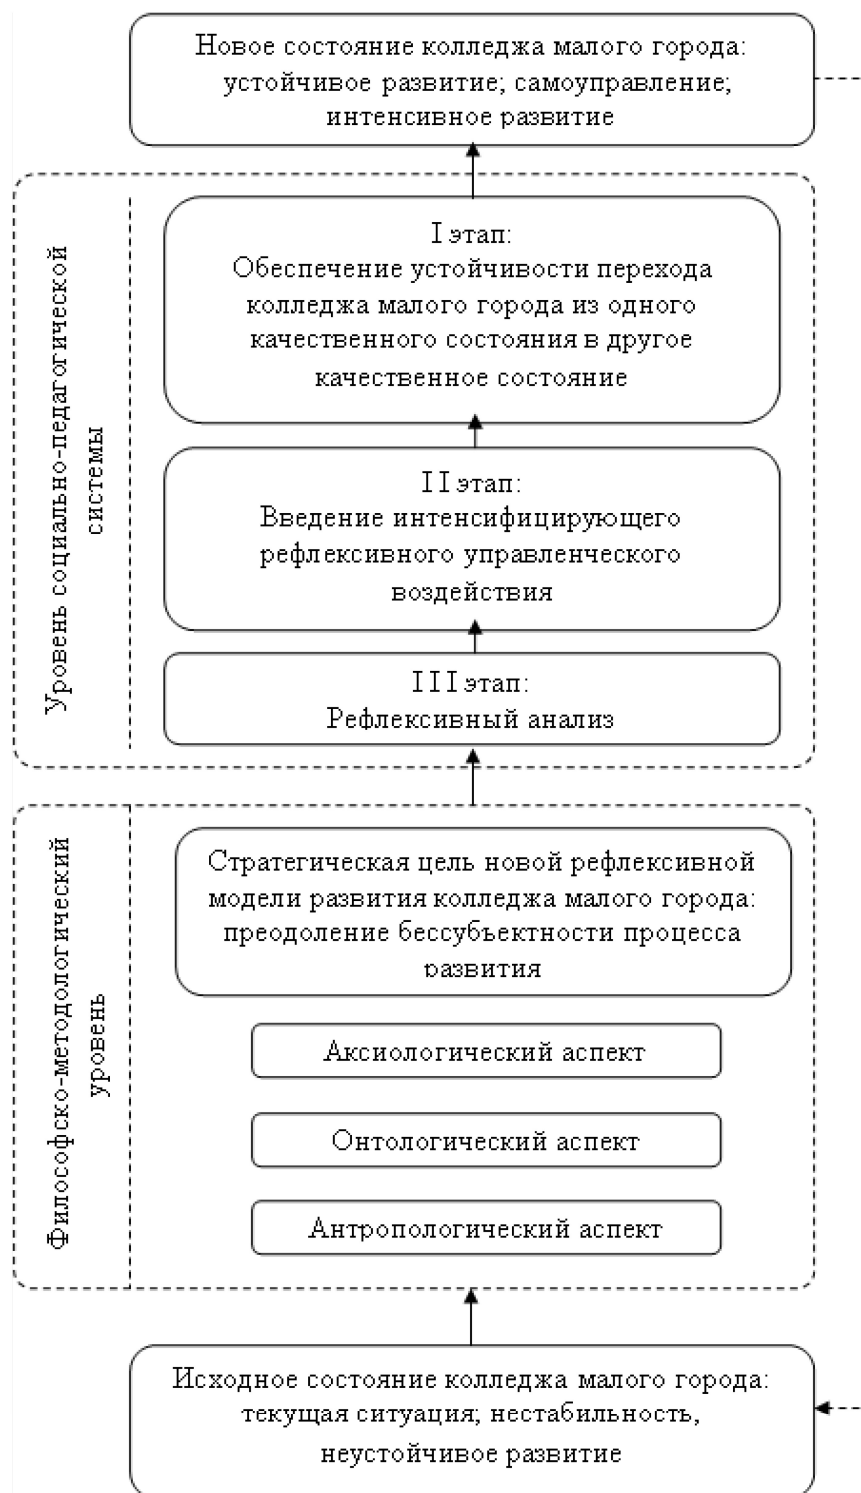 Новое состояние колледжа малого города:
устойчивое развитие; самоуправление;
интенсивное развитие
Уровень социально-педагогической
системы
I этап:
Обеспечение устойчивости перехода
колледжа малого города из одного
качественного состояния в другое
качественное состояние
II этап:
Введение интенсифицирующего
рефлексивного управленческого
воздействия
III этап:
Рефлексивный анализ
Философско-методологический
уровень
Стратегическая цель новой рефлексивной
модели развития колледжа малого города:
преодоление бессубъектности процесса
развития
Аксиологический аспект
Онтологический аспект
Антропологический аспект
Исходное состояние колледжа малого города:
текущая ситуация; нестабильность,
неустойчивое развитие